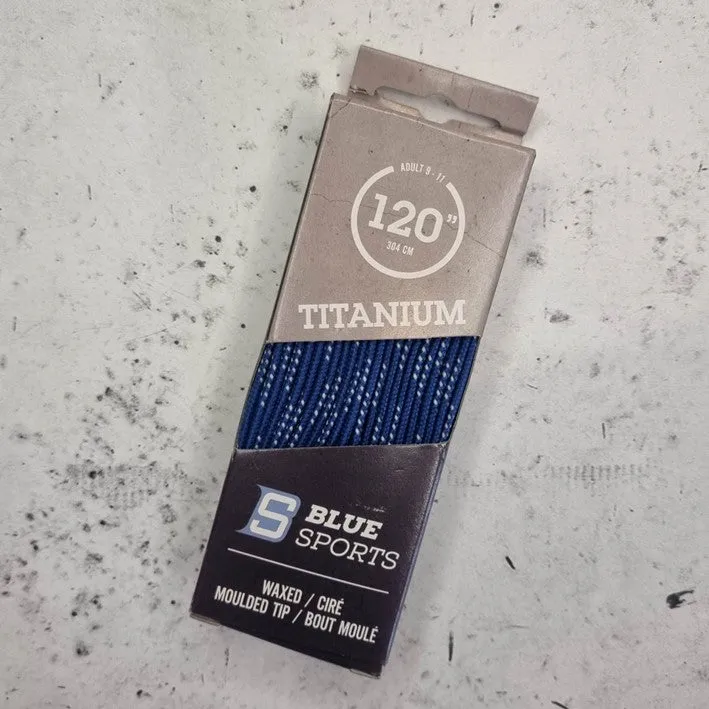 ADULT 9 - 11
120"
304 CM
TITANIUM
BLUE
SPORTS
WAXED / CIRÉ
MOULDED TIP / BOUT MOULÉ